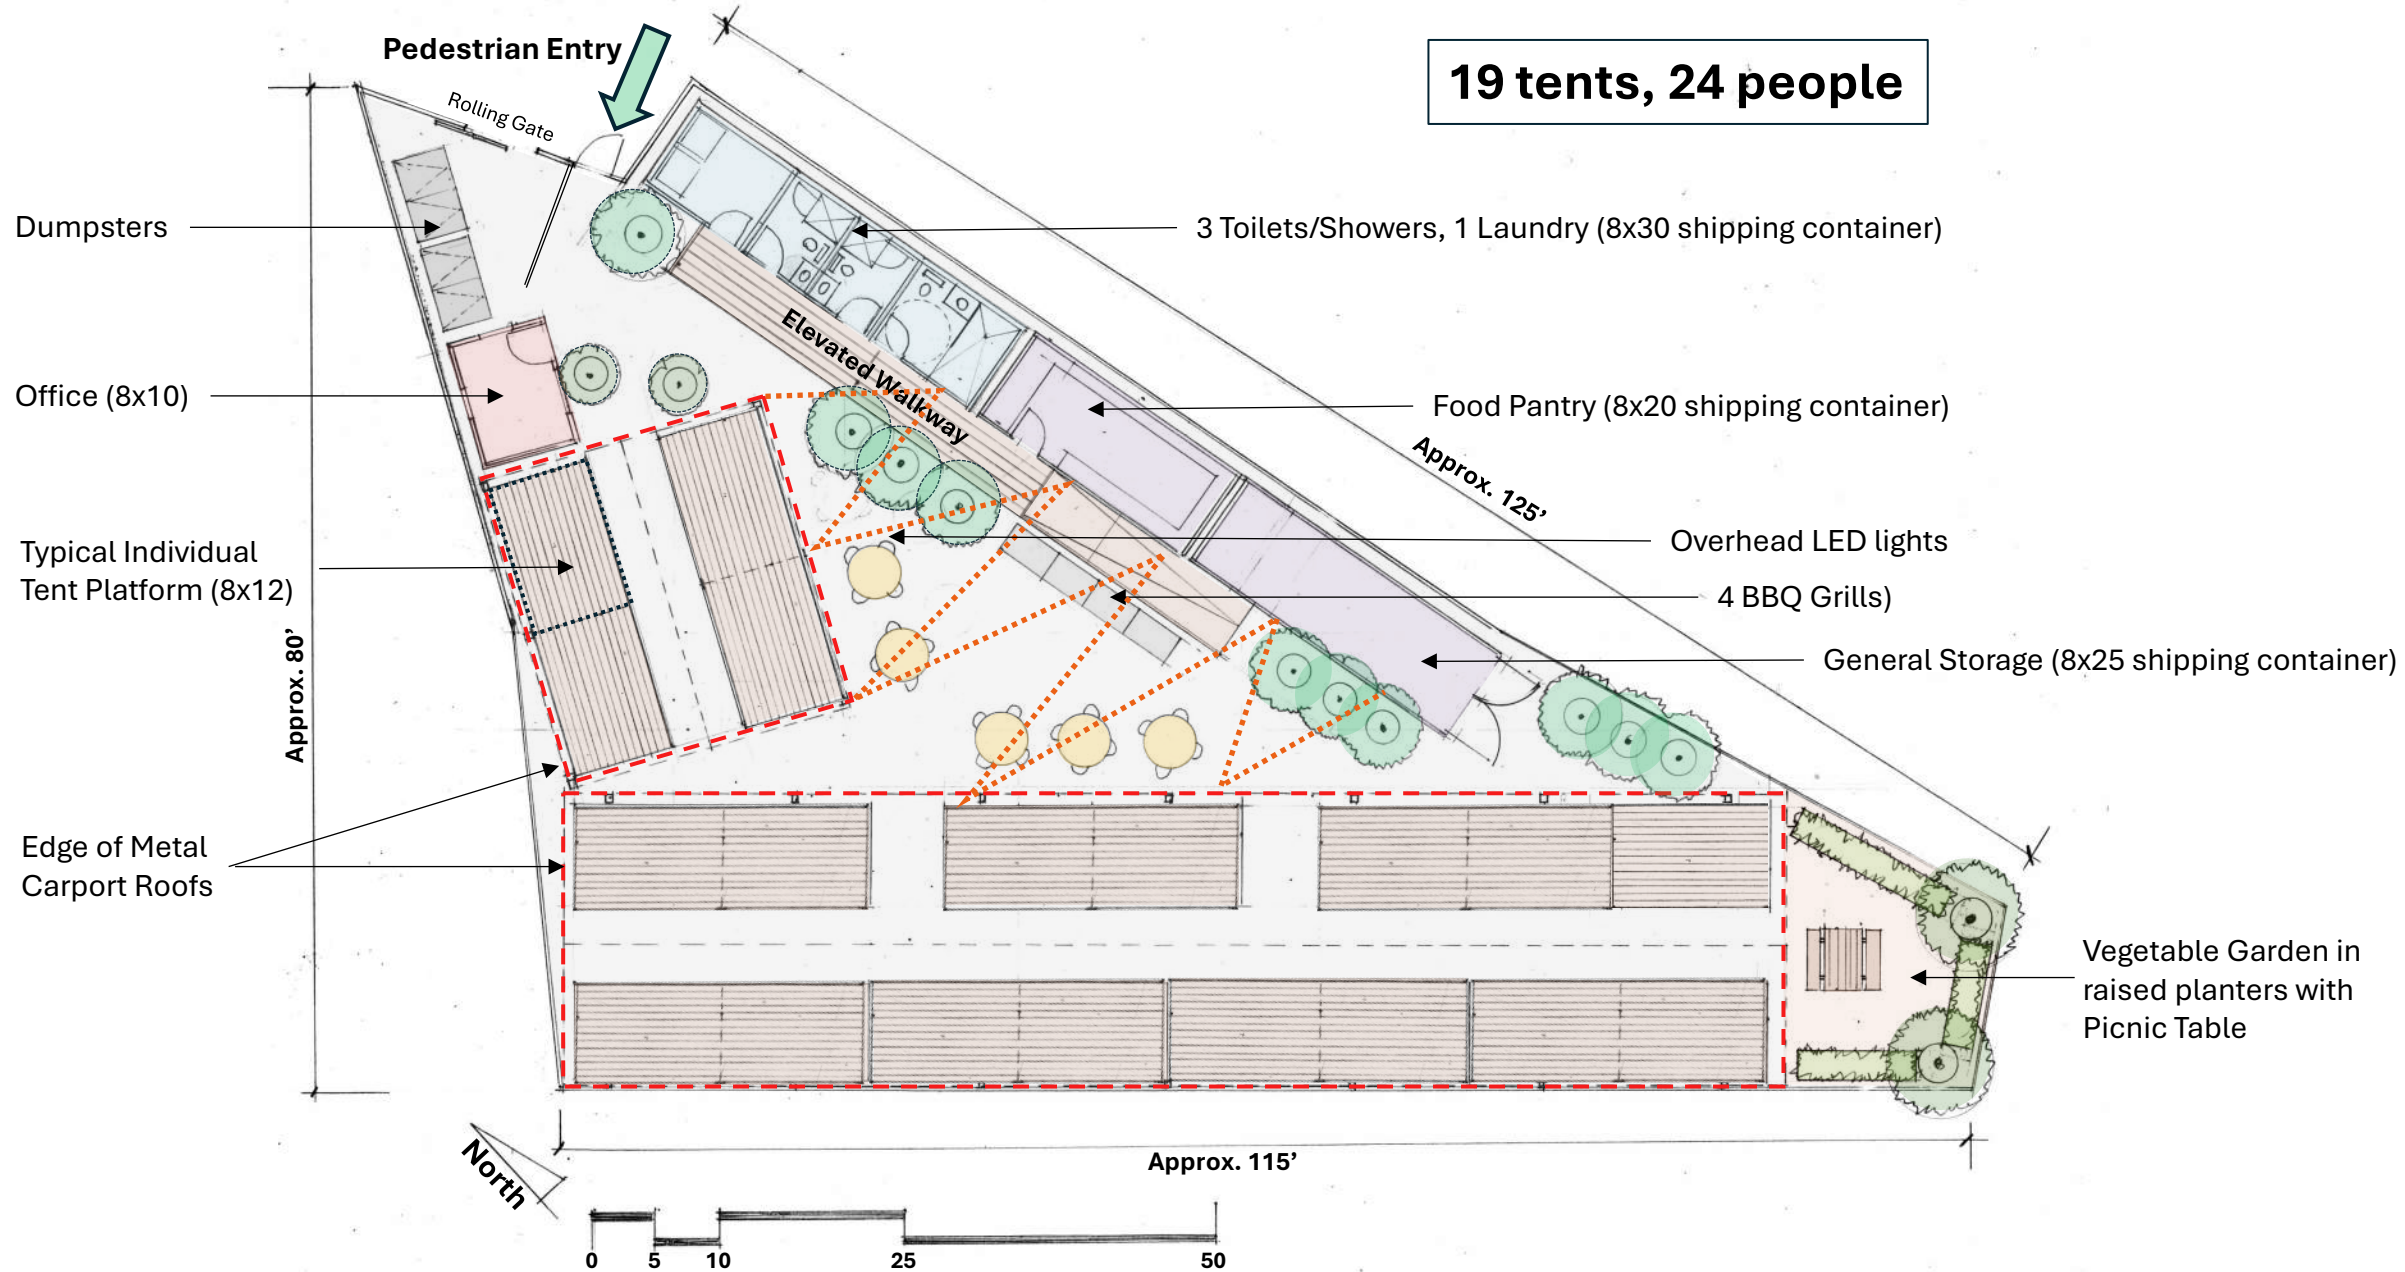 Pedestrian Entry
19 tents, 24 people
Rolling Gate
Dumpsters
3 Toilets/Showers, 1 Laundry (8x30 shipping container)
Elevated Walkway
Office (8x10)
Food Pantry (8x20 shipping container)
Approx. 125’
Overhead LED lights
Typical Individual
Tent Platform (8x12)
4 BBQ Grills)
Approx. 80’
General Storage (8x25 shipping container)
Edge of Metal
Carport Roofs
Vegetable Garden in
raised planters with
Picnic Table
Approx. 115’
North
0 5 10 25 50